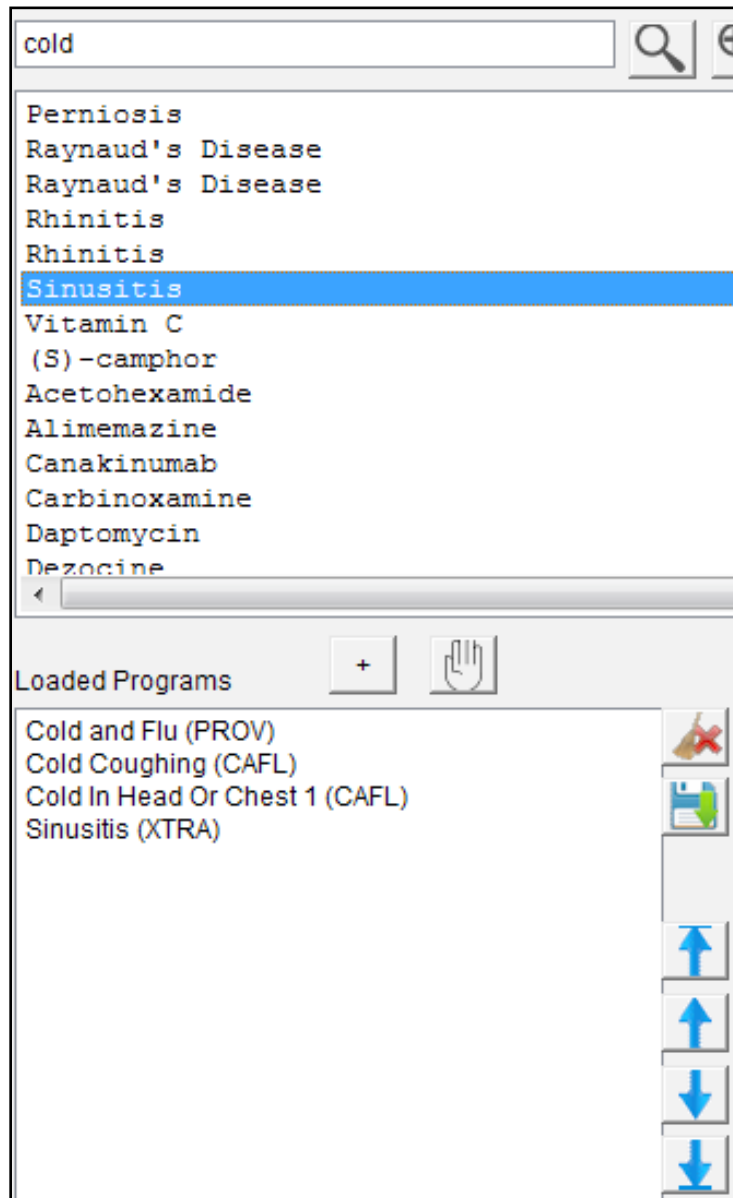 cold
Perniosis
Raynaud's Disease
Raynaud's Disease
Rhinitis
Rhinitis
Sinusitis
Vitamin C
(S)-camphor
Acetohexamide
Alimemazine
Canakinumab
Carbinoxamine
Daptomycin
Dezocine
+
Loaded Programs
Cold and Flu (PROV)
Cold Coughing (CAFL)
Cold In Head Or Chest 1 (CAFL)
Sinusitis (XTRA)